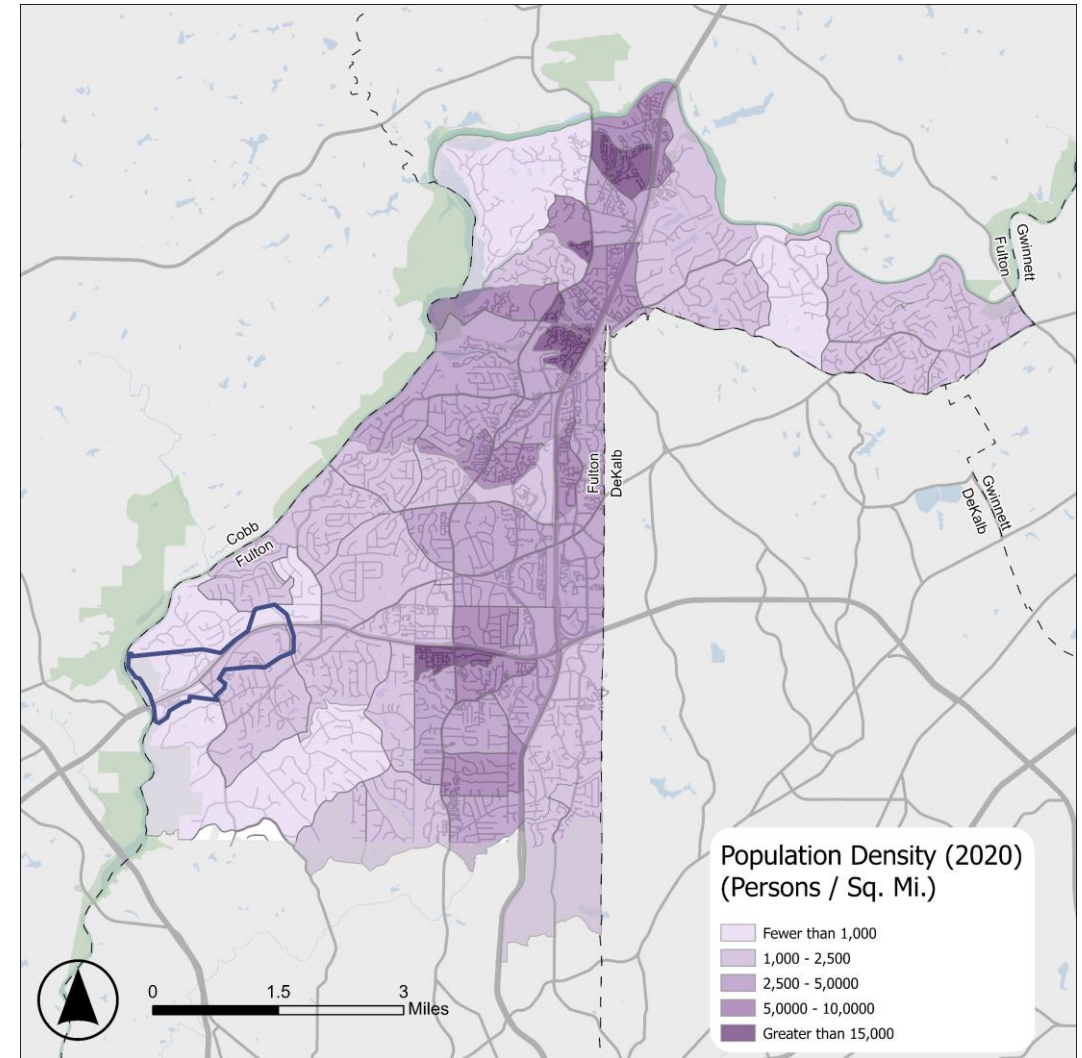 Fulton
Gwinnett
Fulton
DeKalb
Gwinnett
DeKalb
Cobb
Fulton
Population Density (2020)
(Persons / Sq. Mi.)
Fewer than 1,000
1,000 - 2,500
2,500 - 5,0000
5,0000 - 10,0000
Greater than 15,000
0 1.5 3
Miles